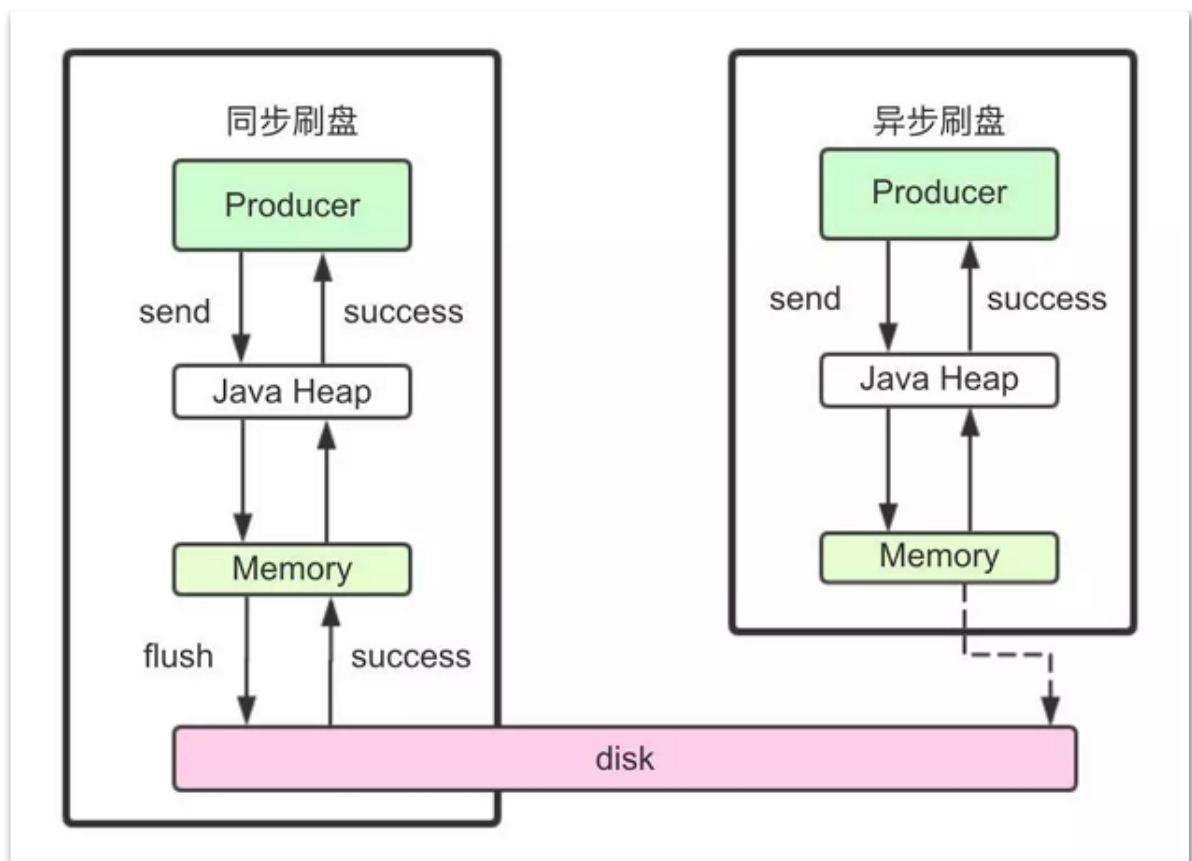 同步刷盘
Producer
send
success
Java Heap
Memory
flush
success
异步刷盘
Producer
send
success
Java Heap
Memory
disk